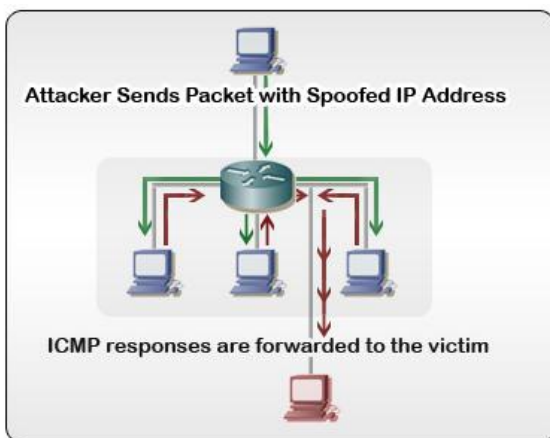 Attacker Sends Packet with Spoofed IP Address
ICMP responses are forwarded to the victim